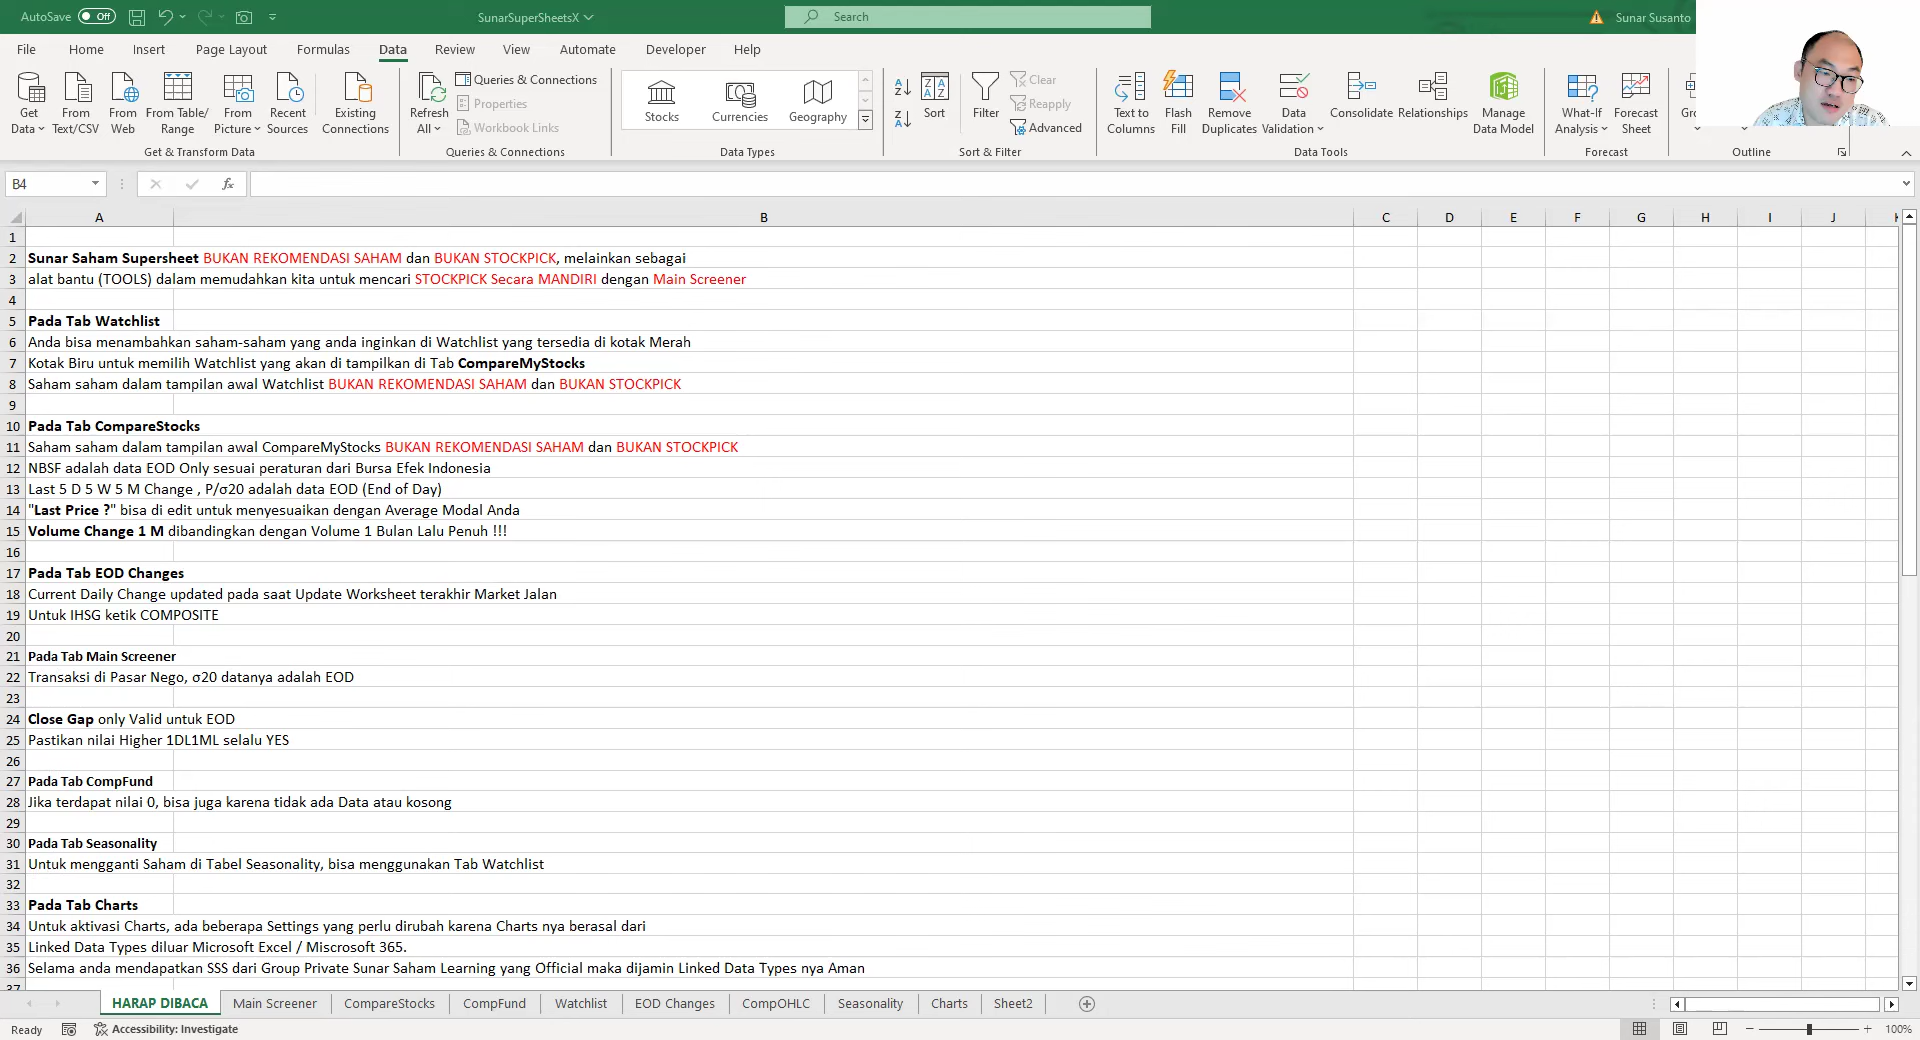 AutoSave Off SunarSuperSheetsX Search Sunar Susanto
File Home Insert Page Layout Formulas Data Review View Automate Developer Help
Get Data From Text/CSV From Web From Table/ Range From Picture Recent Sources Existing Connections
Get & Transform Data
Refresh All Queries & Connections Properties Workbook Links
Queries & Connections
Stocks Currencies Geography
Data Types
Sort Filter Clear Reapply Advanced
Sort & Filter
Text to Columns Flash Fill Remove Duplicates Data Validation Consolidate Relationships Manage Data Model
Data Tools
What-If Analysis Forecast Sheet
Forecast
Outline
B4 fx
A B C D E F G H I J
1
2 Sunar Saham Supersheet BUKAN REKOMENDASI SAHAM dan BUKAN STOCKPICK, melainkan sebagai
3 alat bantu (TOOLS) dalam memudahkan kita untuk mencari STOCKPICK Secara MANDIRI dengan Main Screener
4
5 Pada Tab Watchlist
6 Anda bisa menambahkan saham-saham yang anda inginkan di Watchlist yang tersedia di kotak Merah
7 Kotak Biru untuk memilih Watchlist yang akan di tampilkan di Tab CompareMyStocks
8 Saham saham dalam tampilan awal Watchlist BUKAN REKOMENDASI SAHAM dan BUKAN STOCKPICK
9
10 Pada Tab CompareStocks
11 Saham saham dalam tampilan awal CompareMyStocks BUKAN REKOMENDASI SAHAM dan BUKAN STOCKPICK
12 NBSF adalah data EOD Only sesuai peraturan dari Bursa Efek Indonesia
13 Last 5 D 5 W 5 M Change , P/σ20 adalah data EOD (End of Day)
14 "Last Price ?" bisa di edit untuk menyesuaikan dengan Average Modal Anda
15 Volume Change 1 M dibandingkan dengan Volume 1 Bulan Lalu Penuh !!!
16
17 Pada Tab EOD Changes
18 Current Daily Change updated pada saat Update Worksheet terakhir Market Jalan
19 Untuk IHSG ketik COMPOSITE
20
21 Pada Tab Main Screener
22 Transaksi di Pasar Nego, σ20 datanya adalah EOD
23
24 Close Gap only Valid untuk EOD
25 Pastikan nilai Higher 1DL1ML selalu YES
26
27 Pada Tab CompFund
28 Jika terdapat nilai 0, bisa juga karena tidak ada Data atau kosong
29
30 Pada Tab Seasonality
31 Untuk mengganti Saham di Tabel Seasonality, bisa menggunakan Tab Watchlist
32
33 Pada Tab Charts
34 Untuk aktivasi Charts, ada beberapa Settings yang perlu dirubah karena Charts nya berasal dari
35 Linked Data Types diluar Microsoft Excel / Miscrosoft 365.
36 Selama anda mendapatkan SSS dari Group Private Sunar Saham Learning yang Official maka dijamin Linked Data Types nya Aman
37
HARAP DIBACA Main Screener CompareStocks CompFund Watchlist EOD Changes CompOHLC Seasonality Charts Sheet2
Ready Accessibility: Investigate 100%